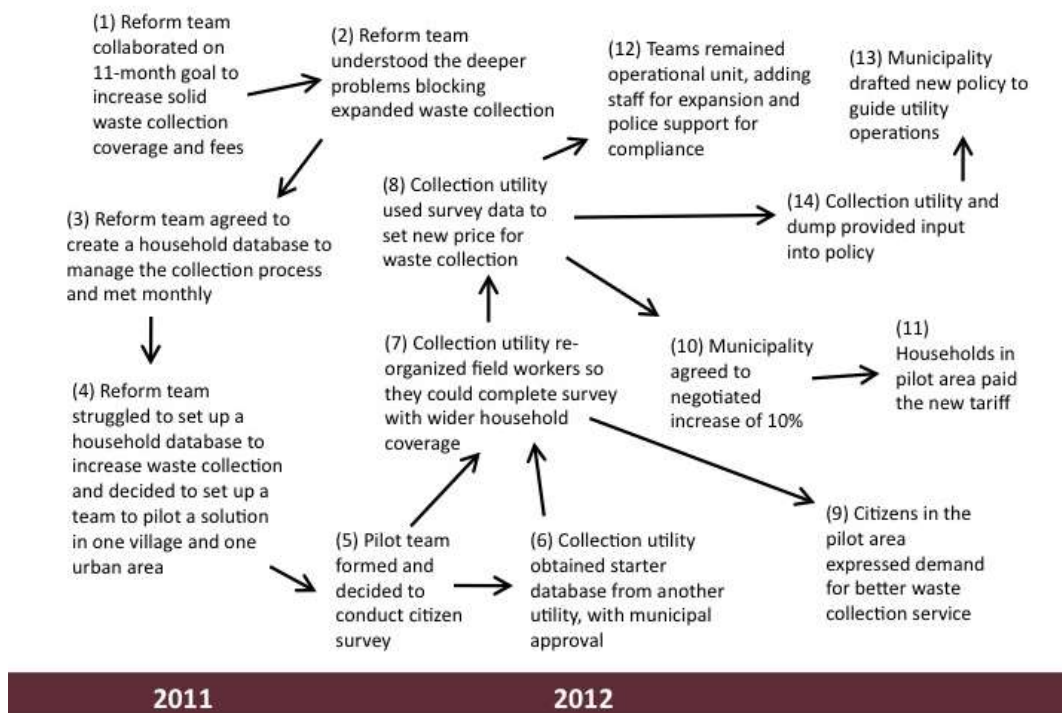 (1) Reform team
collaborated on
11-month goal to
increase solid
waste collection
coverage and fees
(2) Reform team
understood the deeper
problems blocking
expanded waste collection
(12) Teams remained
operational unit, adding
staff for expansion and
police support for
compliance
(13) Municipality
drafted new policy to
guide utility
operations
(3) Reform team agreed to
create a household database to
manage the collection process
and met monthly
(8) Collection utility
used survey data to
set new price for
waste collection
(14) Collection utility and
dump provided input
into policy
(4) Reform team
struggled to set up a
household database to
increase waste collection
and decided to set up a
team to pilot a solution
in one village and one
urban area
(7) Collection utility re-
organized field workers so
they could complete survey
with wider household
coverage
(10) Municipality
agreed to
negotiated
increase of 10%
(11)
Households in
pilot area paid
the new tariff
(5) Pilot team
formed and
decided to
conduct citizen
survey
(6) Collection utility
obtained starter
database from another
utility, with municipal
approval
(9) Citizens in the
pilot area
expressed demand
for better waste
collection service
2011
2012